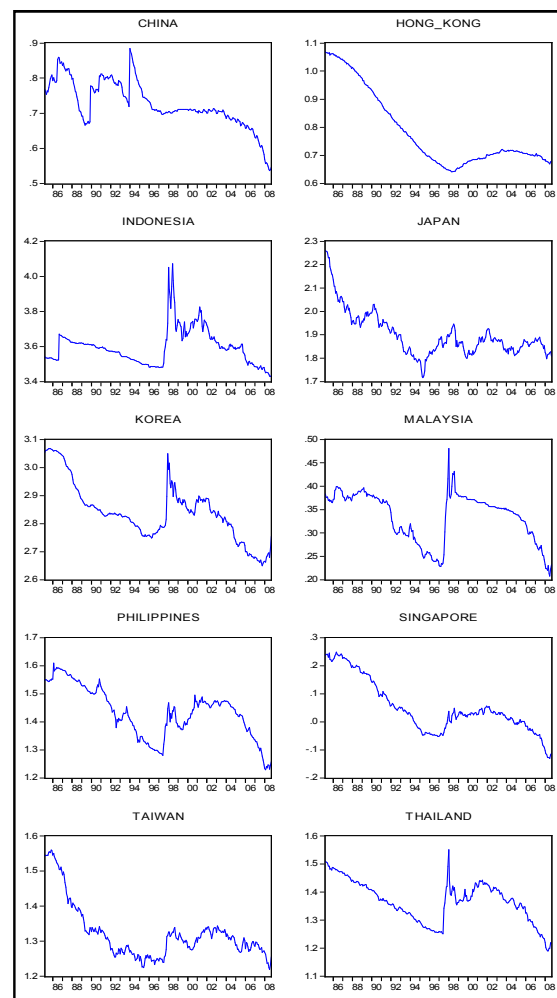 CHINA
.9
.8
.7
.6
.5
86 88 90 92 94 96 98 00 02 04 06 08
HONG_KONG
1.1
1.0
0.9
0.8
0.7
0.6
86 88 90 92 94 96 98 00 02 04 06 08
INDONESIA
4.2
4.0
3.8
3.6
3.4
86 88 90 92 94 96 98 00 02 04 06 08
JAPAN
2.3
2.2
2.1
2.0
1.9
1.8
1.7
86 88 90 92 94 96 98 00 02 04 06 08
KOREA
3.1
3.0
2.9
2.8
2.7
2.6
86 88 90 92 94 96 98 00 02 04 06 08
MALAYSIA
.50
.45
.40
.35
.30
.25
.20
86 88 90 92 94 96 98 00 02 04 06 08
PHILIPPINES
1.7
1.6
1.5
1.4
1.3
1.2
86 88 90 92 94 96 98 00 02 04 06 08
SINGAPORE
.3
.2
.1
.0
-.1
-.2
86 88 90 92 94 96 98 00 02 04 06 08
TAIWAN
1.6
1.5
1.4
1.3
1.2
86 88 90 92 94 96 98 00 02 04 06 08
THAILAND
1.6
1.5
1.4
1.3
1.2
1.1
86 88 90 92 94 96 98 00 02 04 06 08